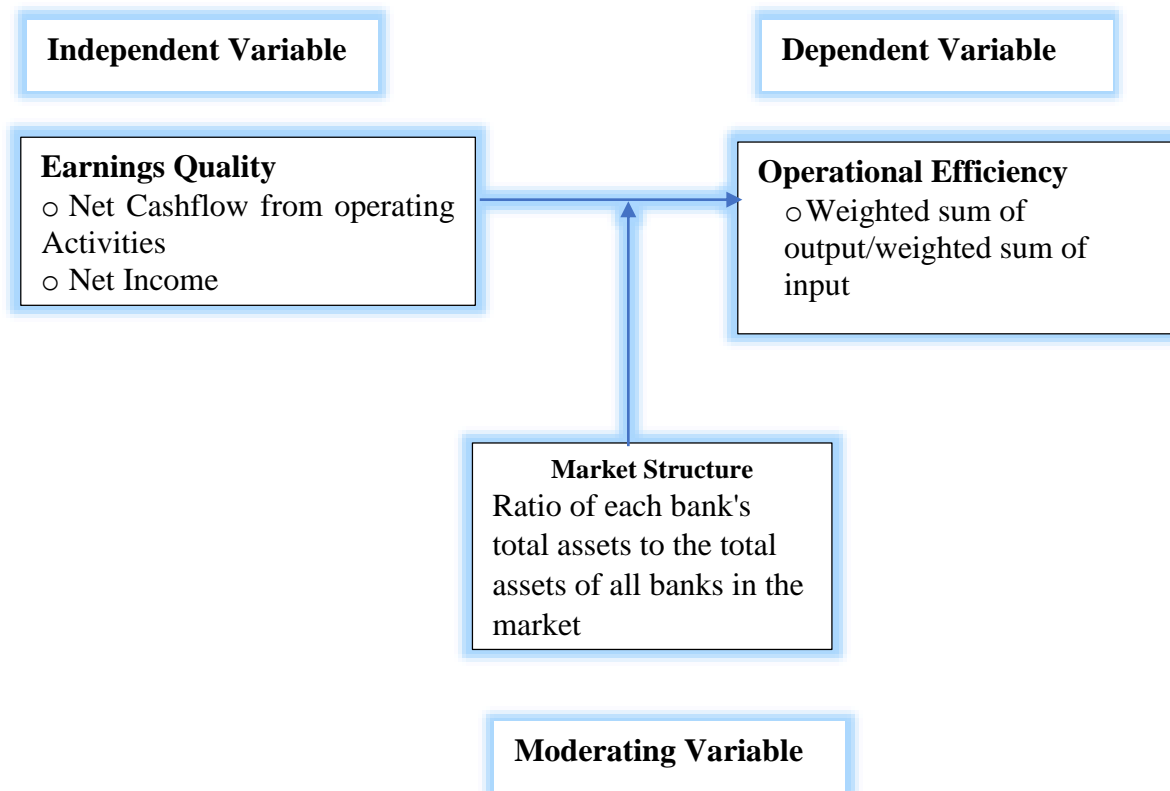 Independent Variable
Dependent Variable
Earnings Quality
○ Net Cashflow from operating
Activities
○ Net Income
Operational Efficiency
○Weighted sum of
output/weighted sum of
input
Market Structure
Ratio of each bank's
total assets to the total
assets of all banks in the
market
Moderating Variable